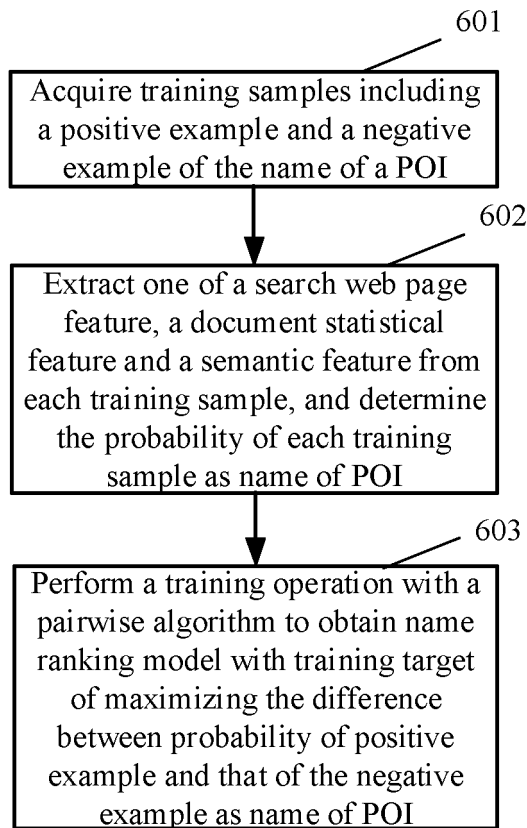 601
Acquire training samples including
a positive example and a negative
example of the name of a POI
602
Extract one of a search web page
feature, a document statistical
feature and a semantic feature from
each training sample, and determine
the probability of each training
sample as name of POI
603
Perform a training operation with a
pairwise algorithm to obtain name
ranking model with training target
of maximizing the difference
between probability of positive
example and that of the negative
example as name of POI